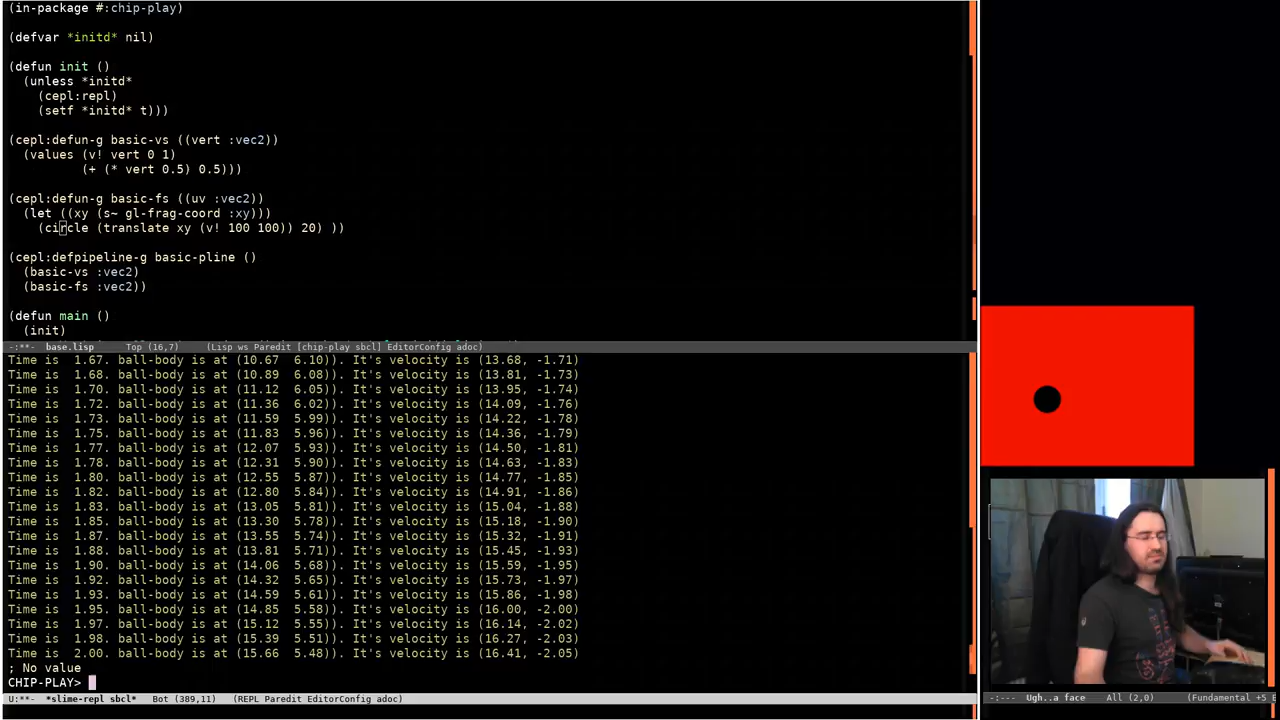 (in-package #:chip-play)
(defvar *initd* nil)
(defun init ()
(unless *initd*
(cepl:repl)
(setf *initd* t)))
(cepl:defun-g basic-vs ((vert :vec2))
(values (v! vert 0 1)
(+ (* vert 0.5) 0.5)))
(cepl:defun-g basic-fs ((uv :vec2))
(let ((xy (s~ gl-frag-coord :xy)))
(circle (translate xy (v! 100 100)) 20) ))
(cepl:defpipeline-g basic-pline ()
(basic-vs :vec2)
(basic-fs :vec2))
(defun main ()
(init)
-:**- base.lisp Top (16,7) (Lisp ws Paredit [chip-play sbcl] EditorConfig adoc)
Time is 1.67. ball-body is at (10.67 6.10)). It's velocity is (13.68, -1.71)
Time is 1.68. ball-body is at (10.89 6.08)). It's velocity is (13.81, -1.73)
Time is 1.70. ball-body is at (11.12 6.05)). It's velocity is (13.95, -1.74)
Time is 1.72. ball-body is at (11.36 6.02)). It's velocity is (14.09, -1.76)
Time is 1.73. ball-body is at (11.59 5.99)). It's velocity is (14.22, -1.78)
Time is 1.75. ball-body is at (11.83 5.96)). It's velocity is (14.36, -1.79)
Time is 1.77. ball-body is at (12.07 5.93)). It's velocity is (14.50, -1.81)
Time is 1.78. ball-body is at (12.31 5.90)). It's velocity is (14.63, -1.83)
Time is 1.80. ball-body is at (12.55 5.87)). It's velocity is (14.77, -1.85)
Time is 1.82. ball-body is at (12.80 5.84)). It's velocity is (14.91, -1.86)
Time is 1.83. ball-body is at (13.05 5.81)). It's velocity is (15.04, -1.88)
Time is 1.85. ball-body is at (13.30 5.78)). It's velocity is (15.18, -1.90)
Time is 1.87. ball-body is at (13.55 5.74)). It's velocity is (15.32, -1.91)
Time is 1.88. ball-body is at (13.81 5.71)). It's velocity is (15.45, -1.93)
Time is 1.90. ball-body is at (14.06 5.68)). It's velocity is (15.59, -1.95)
Time is 1.92. ball-body is at (14.32 5.65)). It's velocity is (15.73, -1.97)
Time is 1.93. ball-body is at (14.59 5.61)). It's velocity is (15.86, -1.98)
Time is 1.95. ball-body is at (14.85 5.58)). It's velocity is (16.00, -2.00)
Time is 1.97. ball-body is at (15.12 5.55)). It's velocity is (16.14, -2.02)
Time is 1.98. ball-body is at (15.39 5.51)). It's velocity is (16.27, -2.03)
Time is 2.00. ball-body is at (15.66 5.48)). It's velocity is (16.41, -2.05)
; No value
CHIP-PLAY>
U:**- *slime-repl sbcl* Bot (389,11) (REPL Paredit EditorConfig adoc)
-:--- Ugh..a face All (2,0) (Fundamental +5 E